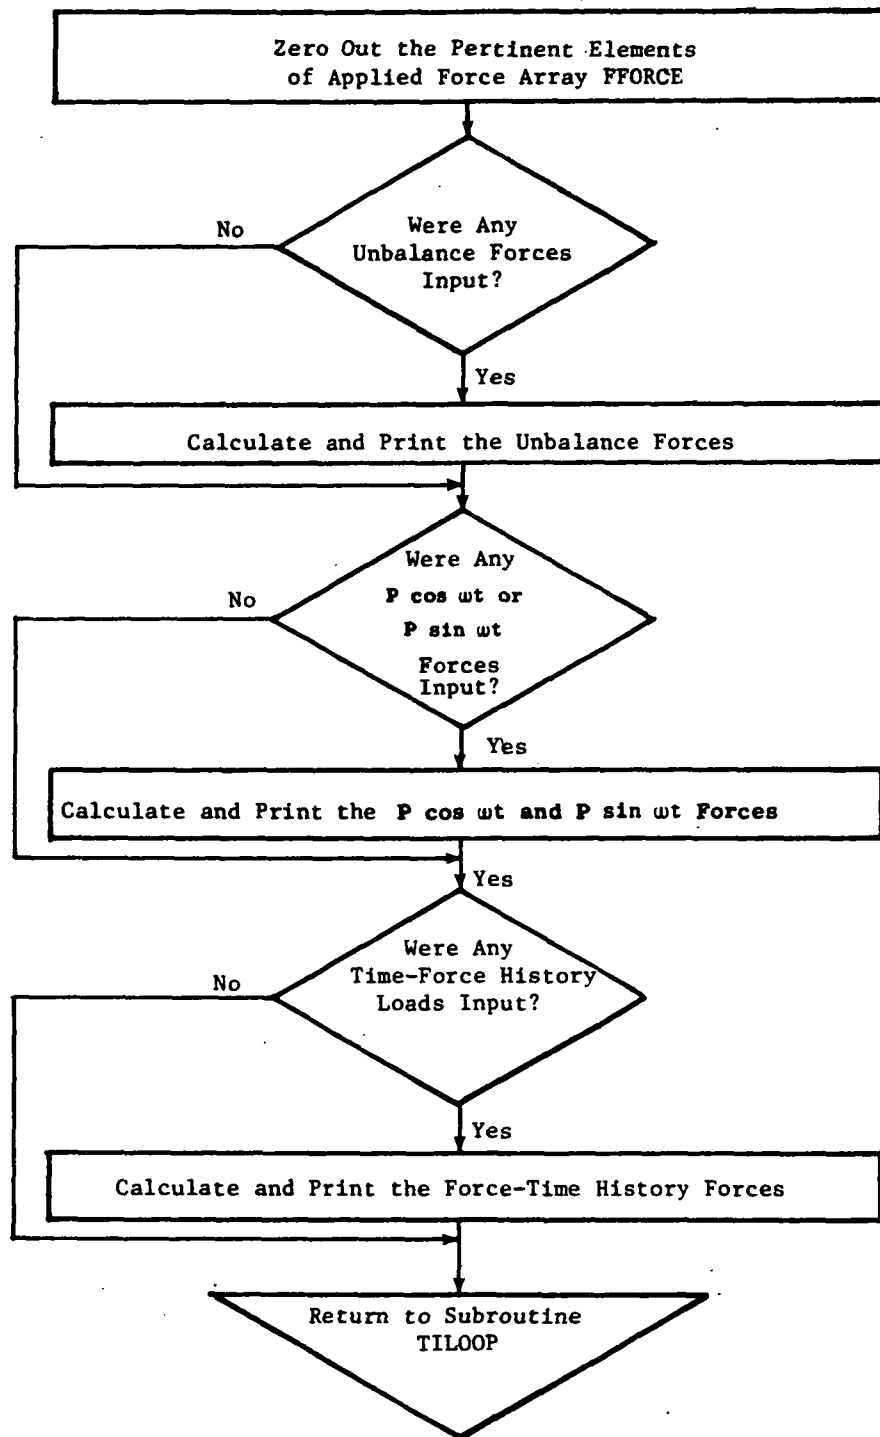 Zero Out the Pertinent Elements
of Applied Force Array FFORCE
No
Were Any
Unbalance Forces
Input?
Yes
Calculate and Print the Unbalance Forces
No
Were Any
P cos ωt or
P sin ωt
Forces
Input?
Yes
Calculate and Print the P cos ωt and P sin ωt Forces
Yes
No
Were Any
Time-Force History
Loads Input?
Yes
Calculate and Print the Force-Time History Forces
Return to Subroutine
TILOOP